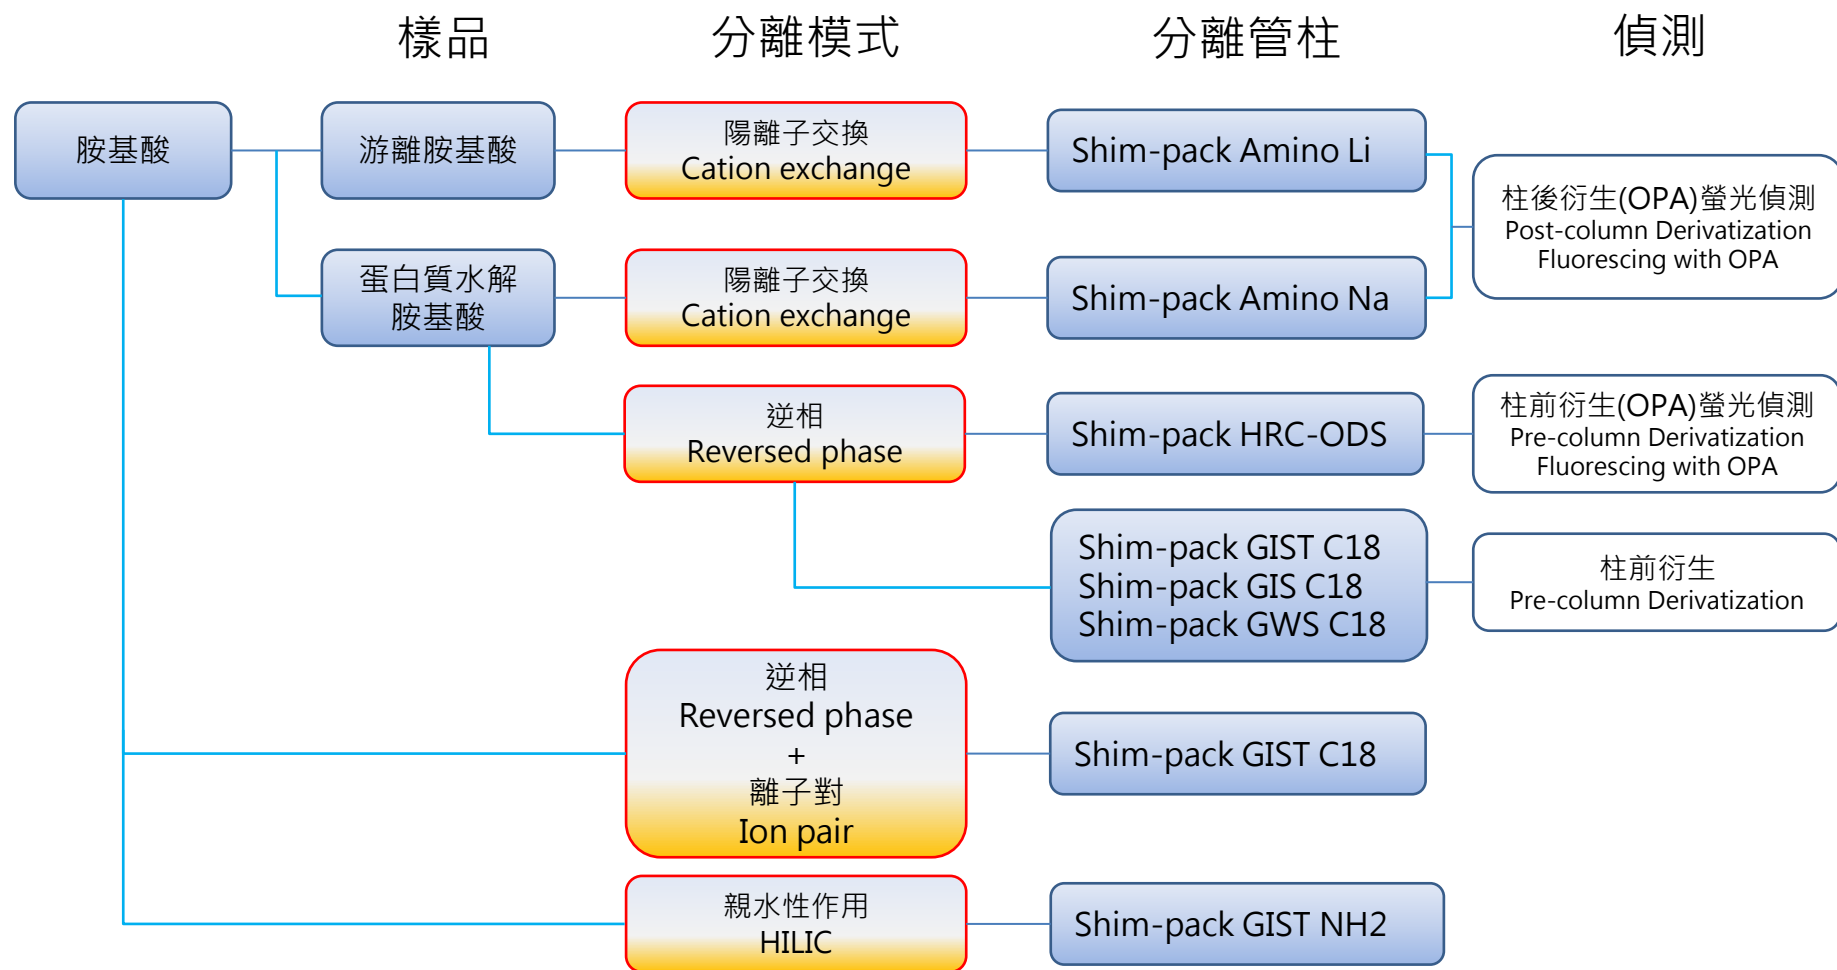 樣品
分離模式
分離管柱
偵測
胺基酸
游離胺基酸
陽離子交換
Cation exchange
Shim-pack Amino Li
柱後衍生(OPA)螢光偵測
Post-column Derivatization
Fluorescing with OPA
蛋白質水解
胺基酸
陽離子交換
Cation exchange
Shim-pack Amino Na
逆相
Reversed phase
Shim-pack HRC-ODS
柱前衍生(OPA)螢光偵測
Pre-column Derivatization
Fluorescing with OPA
Shim-pack GIST C18
Shim-pack GIS C18
Shim-pack GWS C18
柱前衍生
Pre-column Derivatization
逆相
Reversed phase
+
離子對
Ion pair
Shim-pack GIST C18
親水性作用
HILIC
Shim-pack GIST NH2